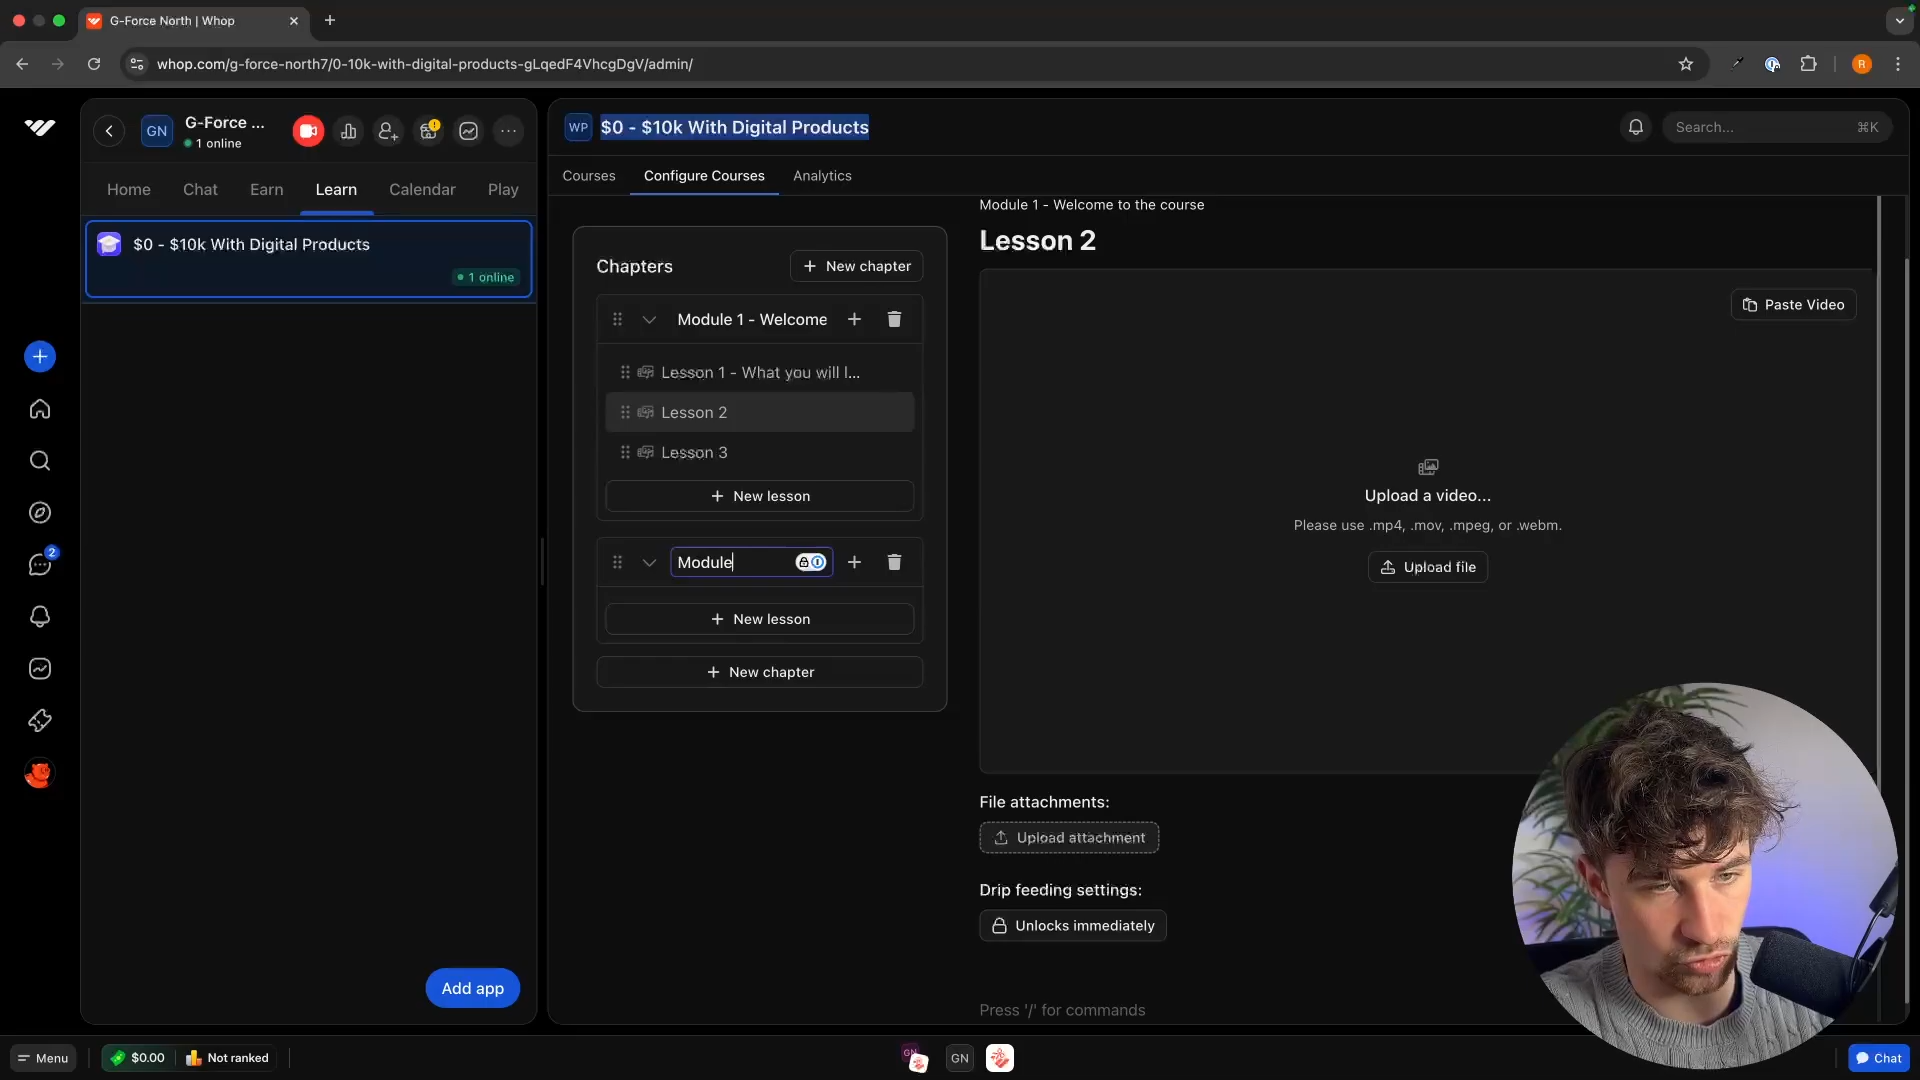 G-Force North | Whop
whop.com/g-force-north7/0-10k-with-digital-products-gLqedF4VhcgDgV/admin/
R
GN
G-Force ...
1 online
Home
Chat
Earn
Learn
Calendar
Play
$0 - $10k With Digital Products
1 online
2
Add app
WP
$0 - $10k With Digital Products
Search...
⌘K
Courses
Configure Courses
Analytics
Chapters
+ New chapter
Module 1 - Welcome
Lesson 1 - What you will l...
Lesson 2
Lesson 3
+ New lesson
Module
+ New lesson
+ New chapter
Module 1 - Welcome to the course
Lesson 2
Paste Video
Upload a video...
Please use .mp4, .mov, .mpeg, or .webm.
Upload file
File attachments:
Upload attachment
Drip feeding settings:
Unlocks immediately
Press '/' for commands
Menu
$0.00
Not ranked
GN
GN
Chat